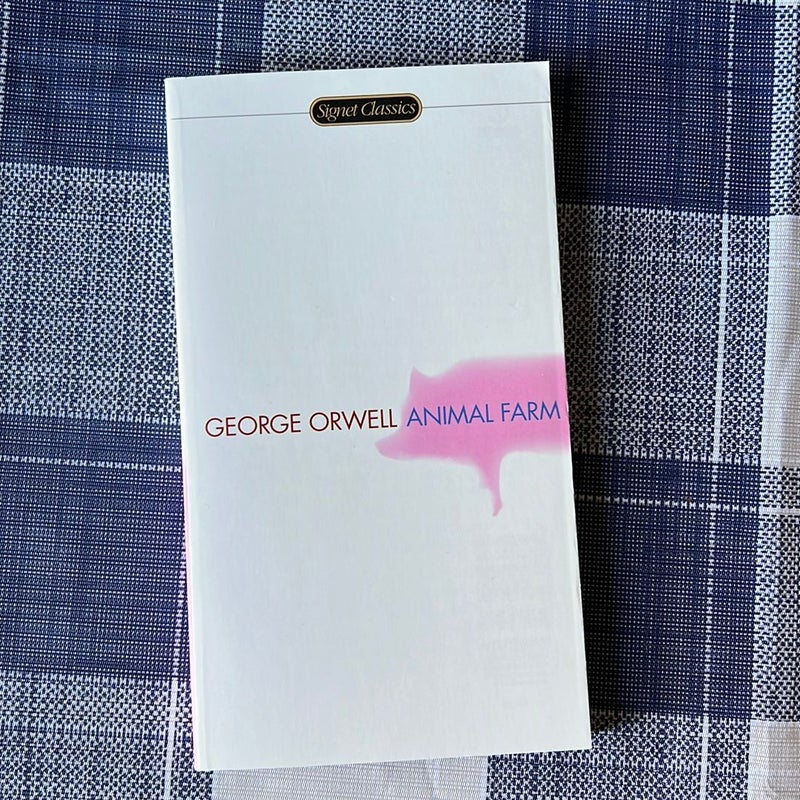 Signet Classics
GEORGE ORWELL ANIMAL FARM